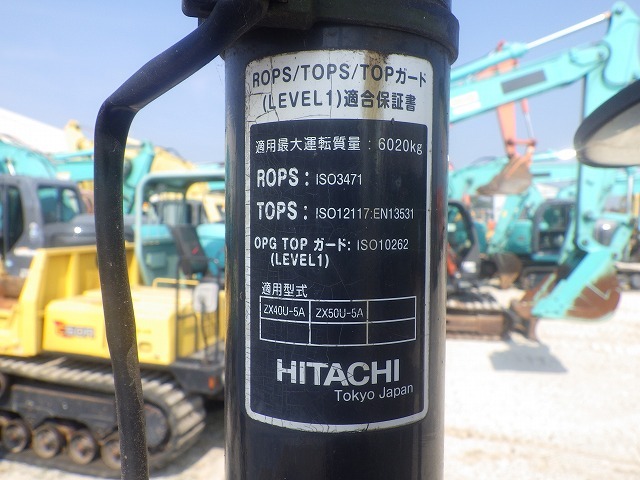 ROPS/TOPS/TOPガード
(LEVEL1)適合保証書
適用最大運転質量：6020kg
ROPS: ISO3471
TOPS: ISO12117:EN13531
OPG TOP ガード: ISO10262
(LEVEL1)
適用型式
ZX40U-5A ZX50U-5A
HITACHI
Tokyo Japan